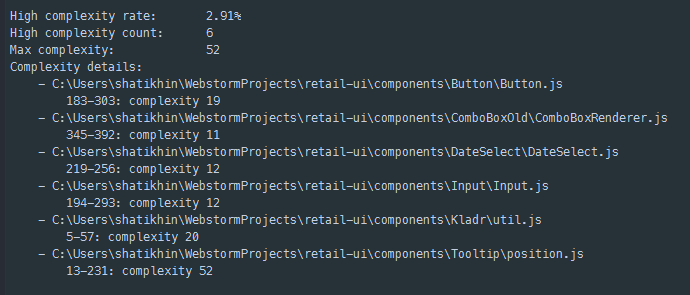 High complexity rate: 2.91%
High complexity count: 6
Max complexity: 52
Complexity details:
– C:\Users\shatikhin\WebstormProjects\retail–ui\components\Button\Button.js
183–303: complexity 19
– C:\Users\shatikhin\WebstormProjects\retail–ui\components\ComboBoxOld\ComboBoxRenderer.js
345–392: complexity 11
– C:\Users\shatikhin\WebstormProjects\retail–ui\components\DateSelect\DateSelect.js
219–256: complexity 12
– C:\Users\shatikhin\WebstormProjects\retail–ui\components\Input\Input.js
194–293: complexity 12
– C:\Users\shatikhin\WebstormProjects\retail–ui\components\Kladr\util.js
5–57: complexity 20
– C:\Users\shatikhin\WebstormProjects\retail–ui\components\Tooltip\position.js
13–231: complexity 52